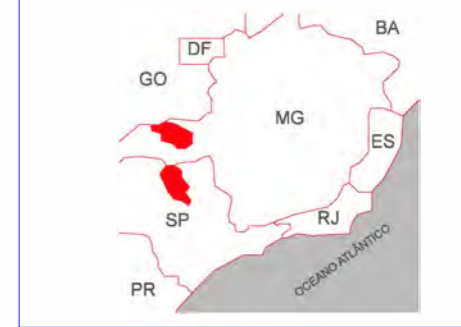 BA
DF
GO
MG
ES
SP
RJ
OCEANO ATLÂNTICO
PR